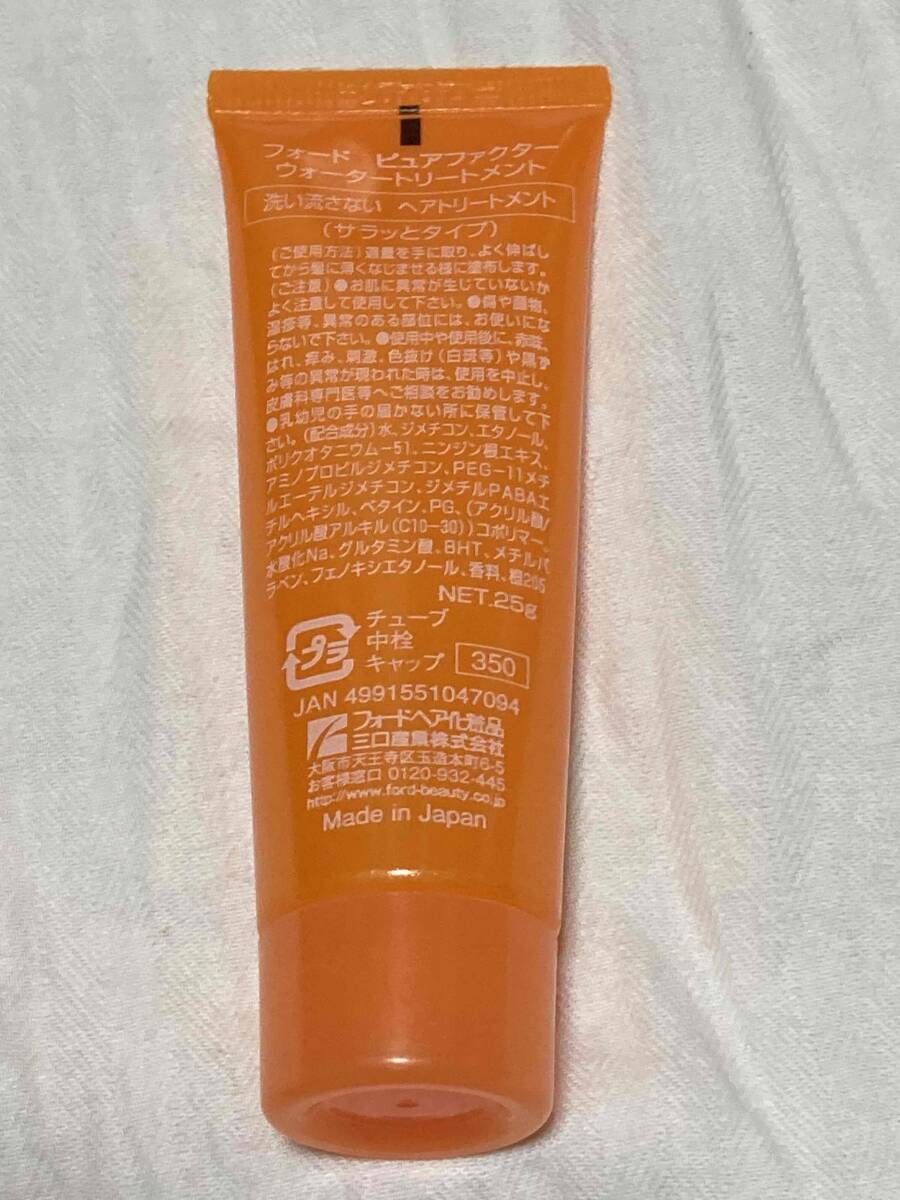 フォード ピュアファクター
ウォータートリートメント
洗い流さない ヘアトリートメント
(サラッとタイプ)
(ご使用方法)適量を手に取り、よく伸ばし
てから髪に薄くなじませる様に塗布します。
(ご注意)●お肌に異常が生じていないか
よく注意して使用して下さい。●傷や腫物、
湿疹等、異常のある部位には、お使いにな
らないで下さい。●使用中や使用後に、赤味、
はれ、痒み、刺激、色抜け(白斑等)や黒ず
み等の異常が現われた時は、使用を中止し、
皮膚科専門医等へご相談をお勧めします。
●乳幼児の手の届かない所に保管して下
さい。(配合成分)水、ジメチコン、エタノール、
ポリクオタニウム-51、ニンジン根エキス、
アミノプロピルジメチコン、PEG-11メチ
ルエーテルジメチコン、ジメチルPABAエ
チルヘキシル、ベタイン、PG、(アクリル酸/
アクリル酸アルキル(C10-30))コポリマー、
水酸化Na、グルタミン酸、BHT、メチルパ
ラベン、フェノキシエタノール、香料、橙205
NET.25g
プラ
チューブ
中栓
キャップ 350
JAN 4991551047094
フォードヘア化粧品
三口産業株式会社
大阪市天王寺区玉造本町6-5
お客様窓口 0120-932-445
http://www.ford-beauty.co.jp
Made in Japan